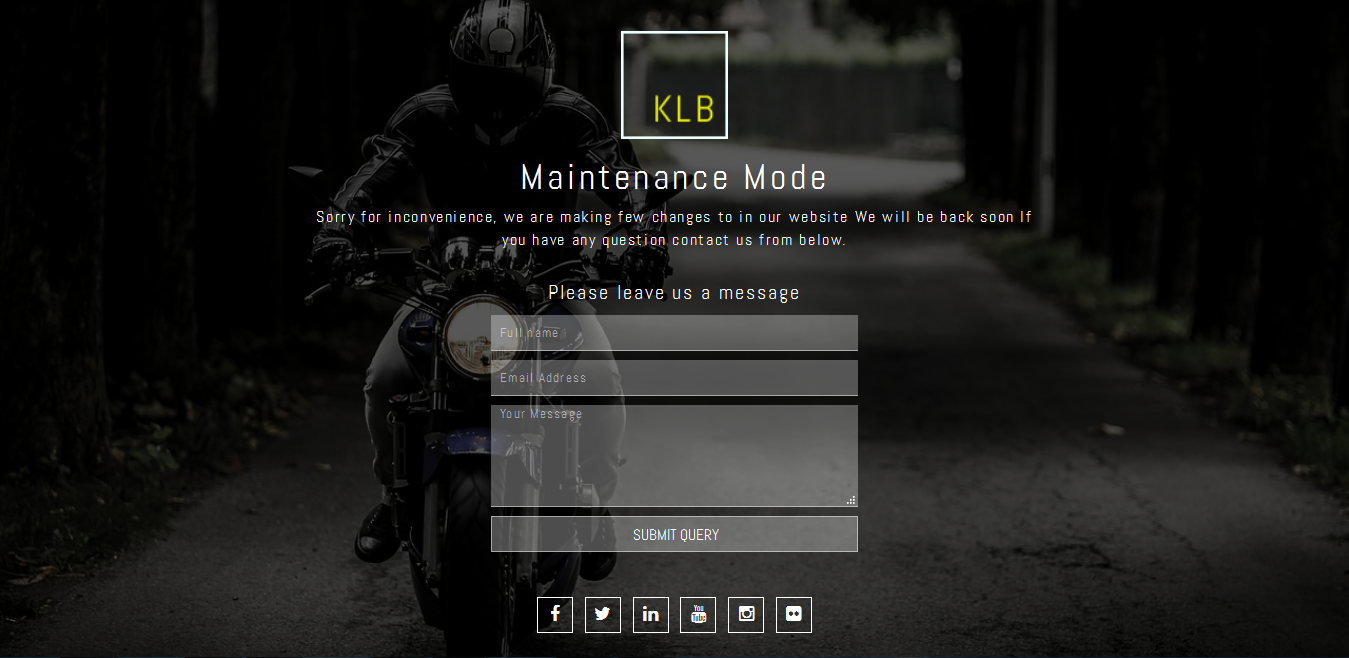 KLB
Maintenance Mode
Sorry for inconvenience, we are making few changes to in our website We will be back soon If
you have any question contact us from below.
Please leave us a message
Full name
Email Address
Your Message
SUBMIT QUERY
You
Tube